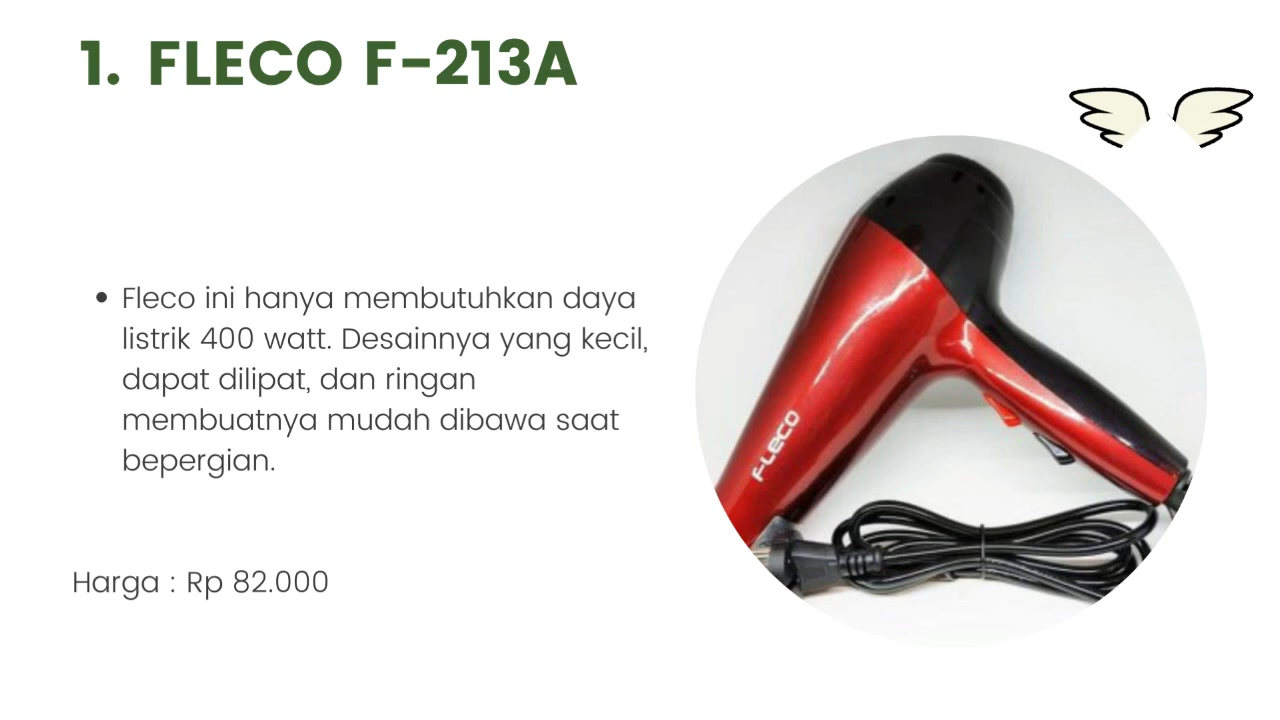 1. FLECO F-213A
• Fleco ini hanya membutuhkan daya
listrik 400 watt. Desainnya yang kecil,
dapat dilipat, dan ringan
membuatnya mudah dibawa saat
bepergian.
Harga : Rp 82.000
FLECO